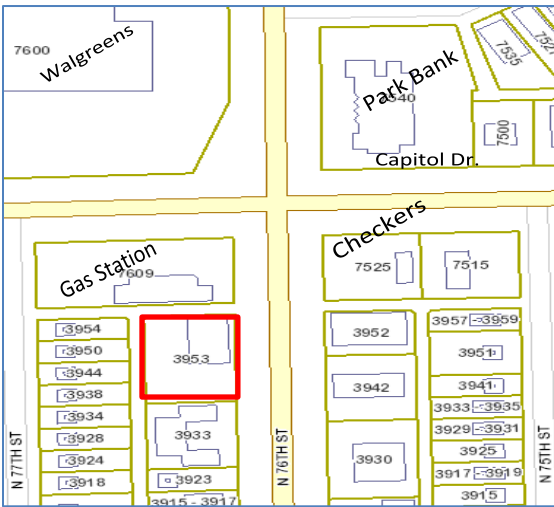 7600
Walgreens
Park Bank
7540
7535
7527
7500
Capitol Dr.
Gas Station
7609
Checkers
7525
7515
3954
3950
3944
3938
3934
3928
3924
3918
3953
3933
3923
3915 - 3917
3952
3942
3930
3957 - 3959
3951
3941
3933 - 3935
3929 - 3931
3925
3917 - 3919
3915
N 77TH ST
N 76TH ST
N 75TH ST